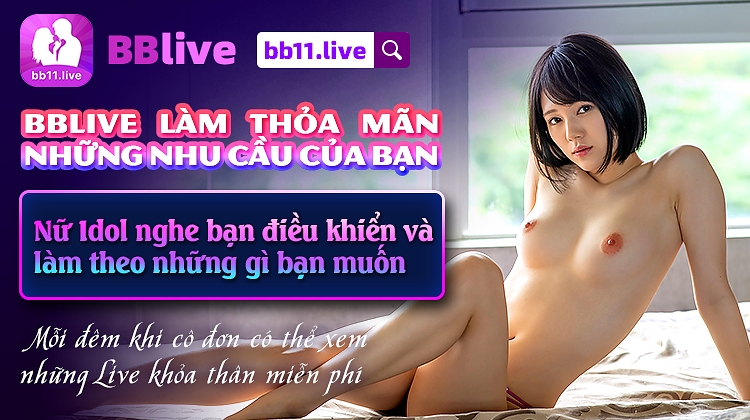 bb11.live
BBlive
bb11.live
BBLIVE LÀM THỎA MÃN
NHỮNG NHU CẦU CỦA BẠN
Nữ Idol nghe bạn điều khiển và
làm theo những gì bạn muốn
Mỗi đêm khi cô đơn có thể xem
những Live khỏa thân miễn phí